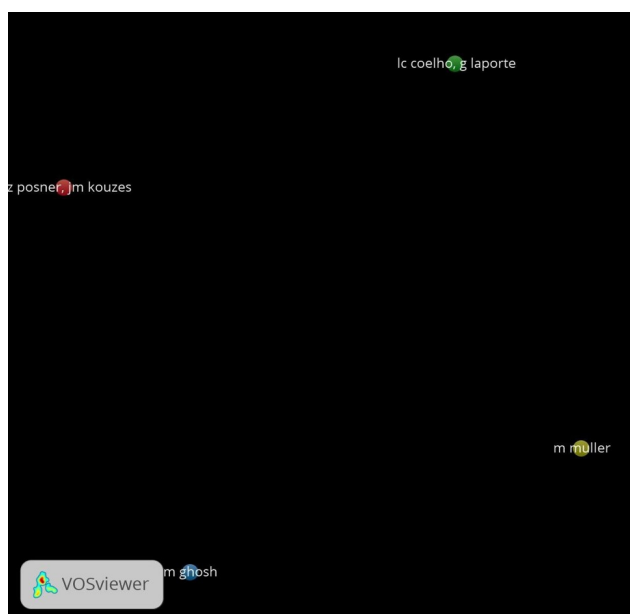 lc coelho, g laporte
z posner, jm kouzes
m muller
m ghosh
VOSviewer